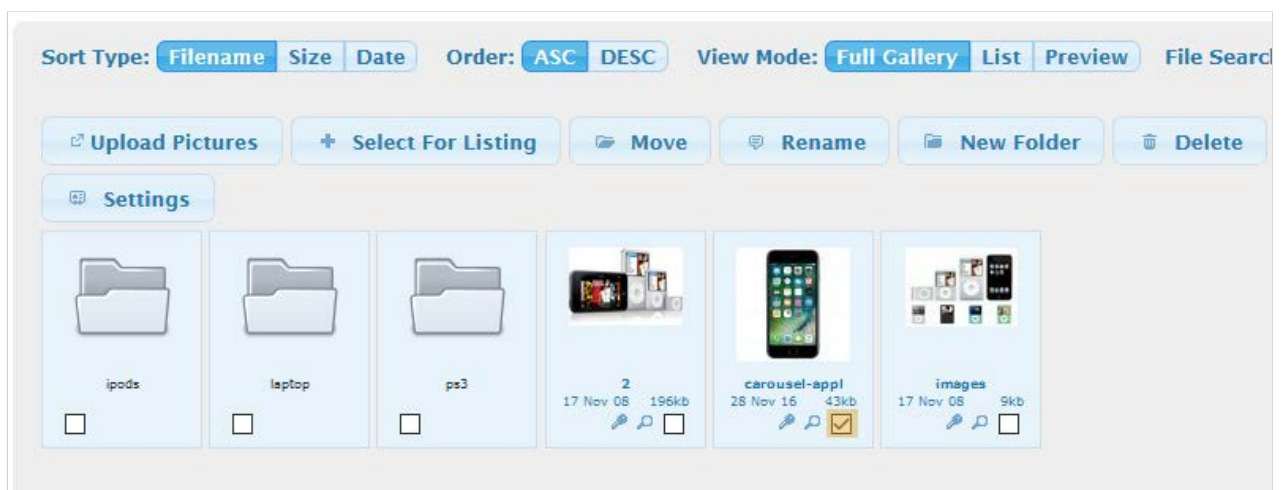 Sort Type: Filename Size Date Order: ASC DESC View Mode: Full Gallery List Preview File Searc
Upload Pictures Select For Listing Move Rename New Folder Delete
Settings
ipods laptop ps3 2 carousel-appl images
17 Nov 08 196kb 28 Nov 16 43kb 17 Nov 08 9kb